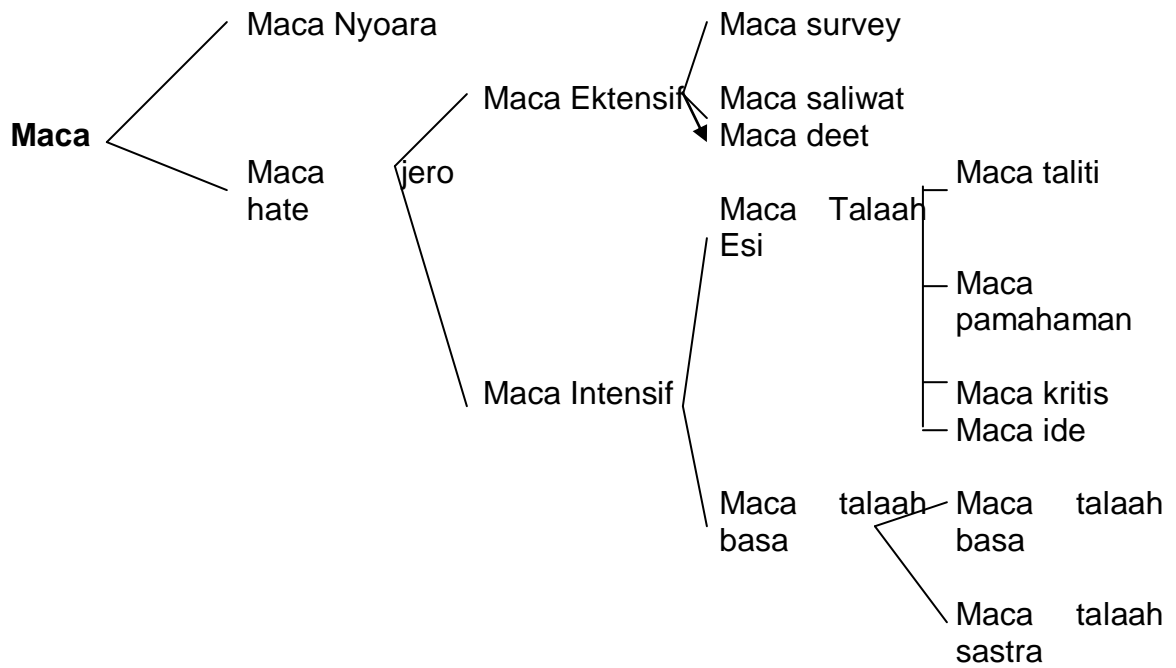 Maca
Maca Nyoara
Maca jero
hate
Maca Ektensif
Maca survey
Maca saliwat
Maca deet
Maca Intensif
Maca Talaah
Esi
Maca taliti
Maca
pamahaman
Maca kritis
Maca ide
Maca talaah
basa
Maca talaah
basa
Maca talaah
sastra